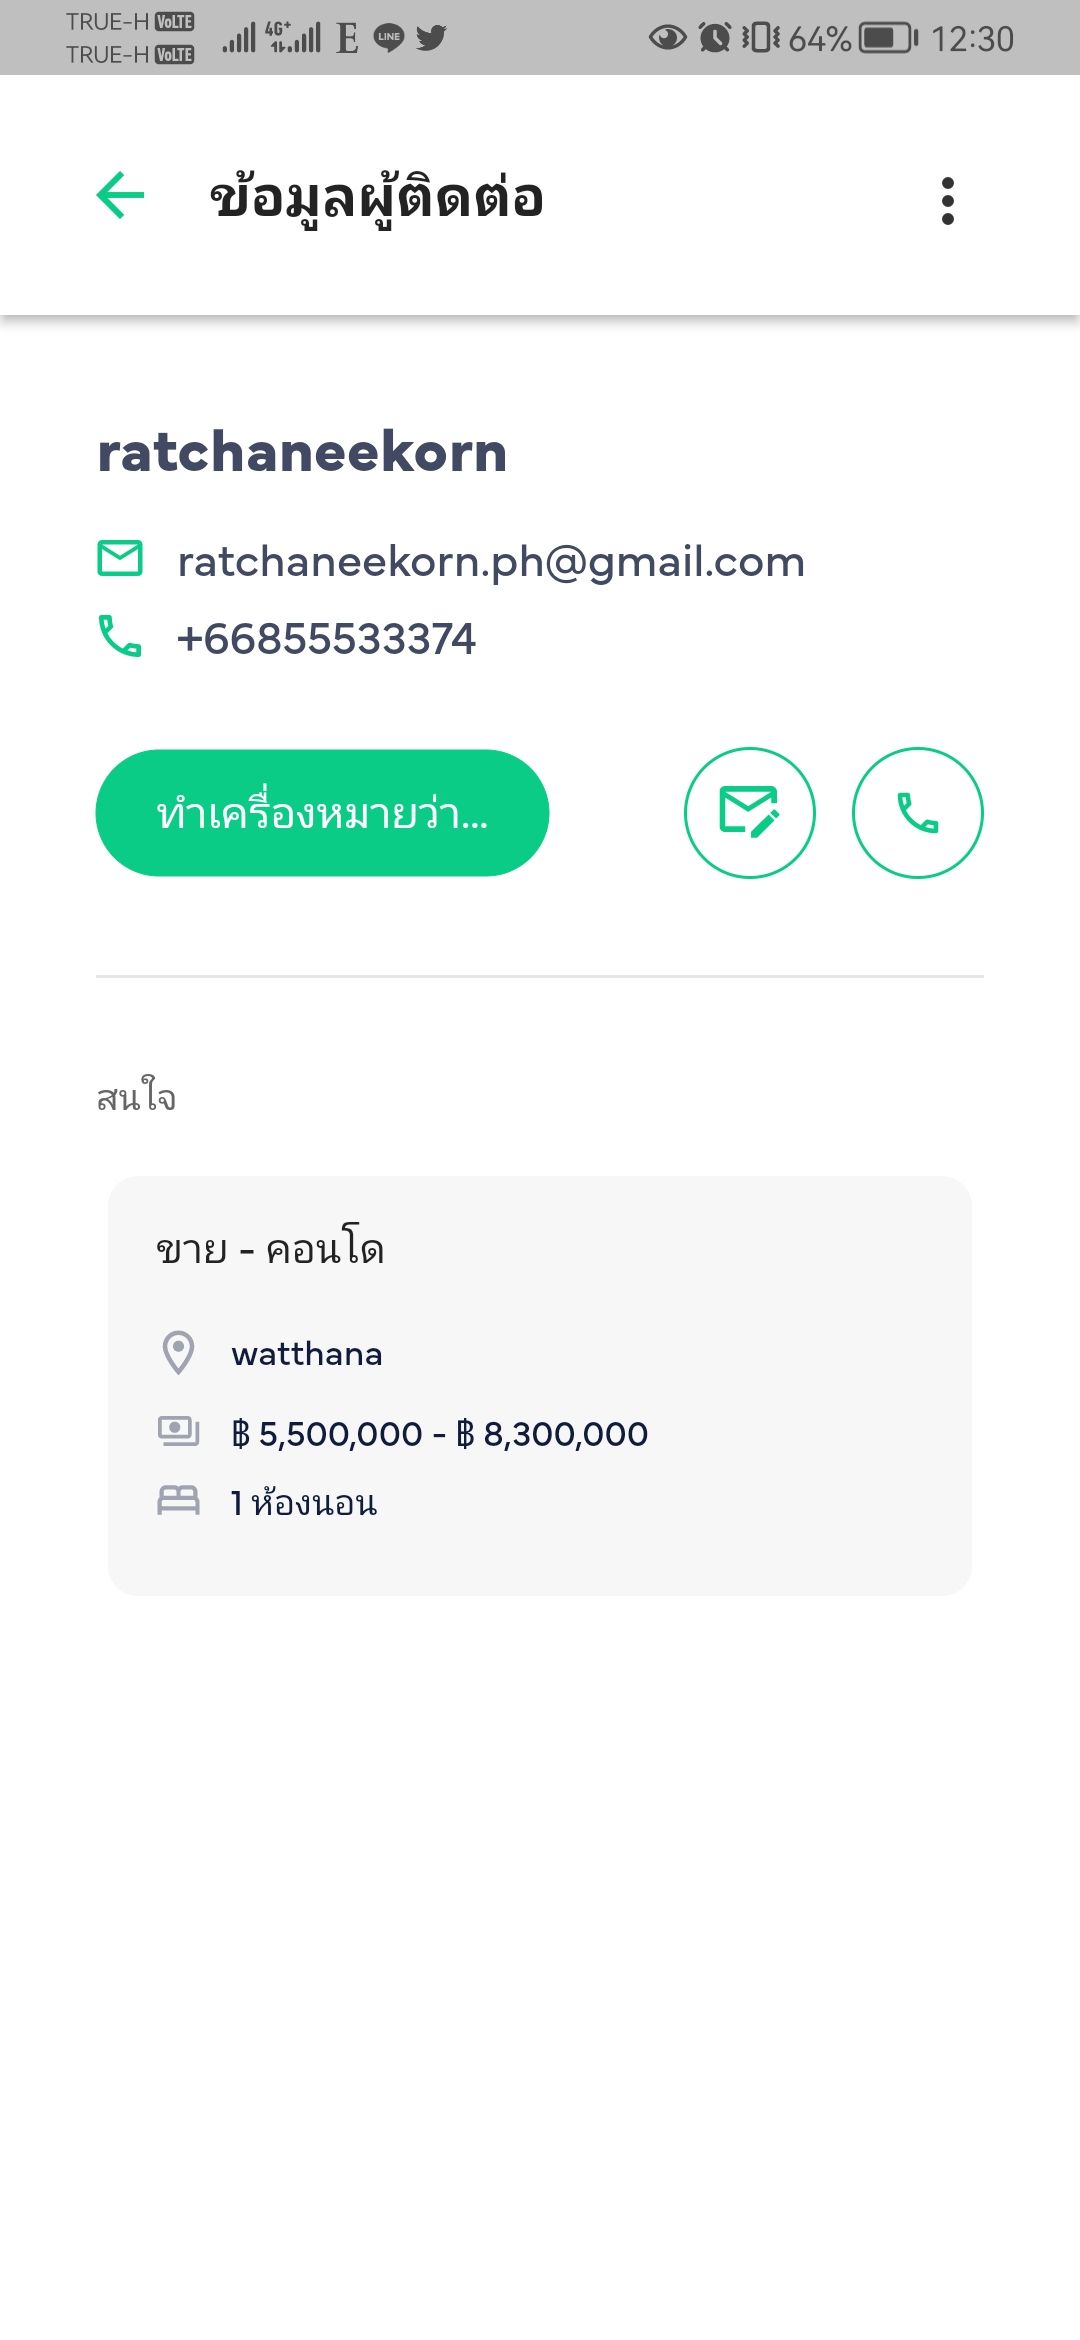 TRUE-H VoLTE
TRUE-H VoLTE
4G+
E
LINE
64%
12:30
ข้อมูลผู้ติดต่อ
ratchaneekorn
ratchaneekorn.ph@gmail.com
+66855533374
ทำเครื่องหมายว่า...
สนใจ
ขาย - คอนโด
watthana
฿ 5,500,000 - ฿ 8,300,000
1 ห้องนอน